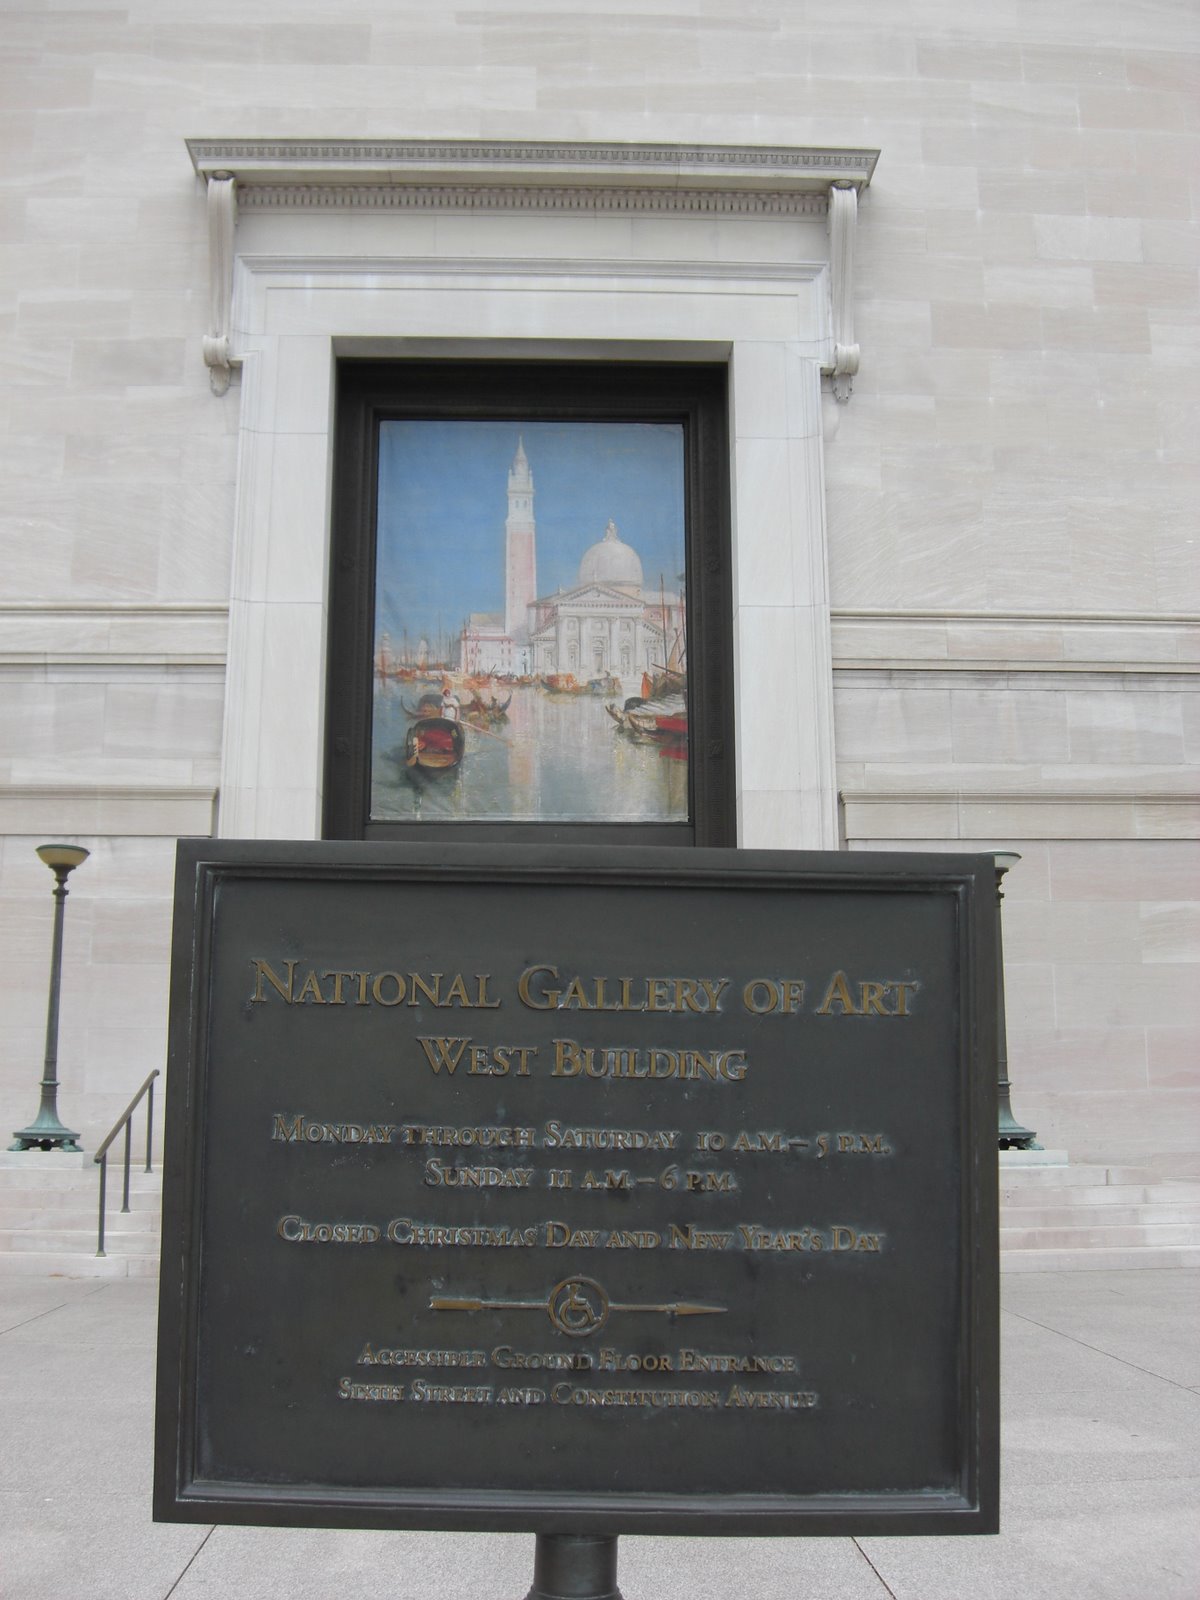 National Gallery of Art
West Building
Monday through Saturday 10 a.m. – 5 p.m.
Sunday 11 a.m. – 6 p.m.
Closed Christmas Day and New Year's Day
Accessible Ground Floor Entrance
Sixth Street and Constitution Avenue